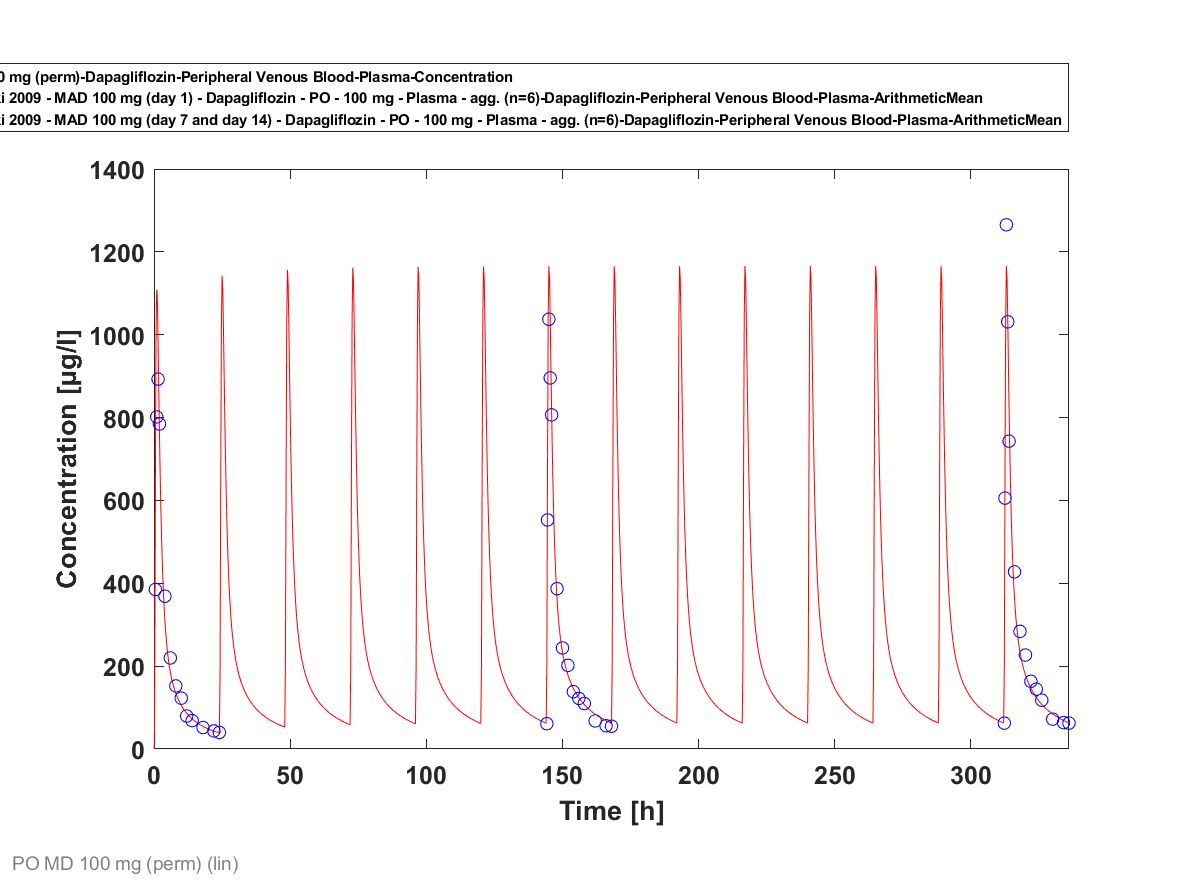 0 mg (perm)-Dapagliflozin-Peripheral Venous Blood-Plasma-Concentration
i 2009 - MAD 100 mg (day 1) - Dapagliflozin - PO - 100 mg - Plasma - agg. (n=6)-Dapagliflozin-Peripheral Venous Blood-Plasma-ArithmeticMean
i 2009 - MAD 100 mg (day 7 and day 14) - Dapagliflozin - PO - 100 mg - Plasma - agg. (n=6)-Dapagliflozin-Peripheral Venous Blood-Plasma-ArithmeticMean
1400
1200
1000
800
600
400
200
0
Concentration [µg/l]
0 50 100 150 200 250 300
Time [h]
PO MD 100 mg (perm) (lin)